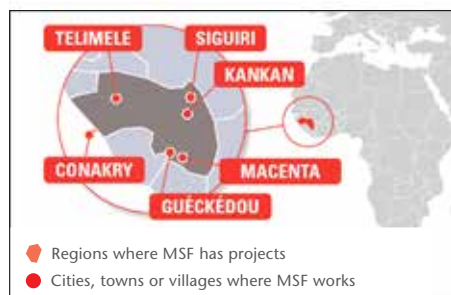 TELIMELE
SIGUIRI
KANKAN
CONAKRY
MACENTA
GUÉCKÉDOU
Regions where MSF has projects
Cities, towns or villages where MSF works